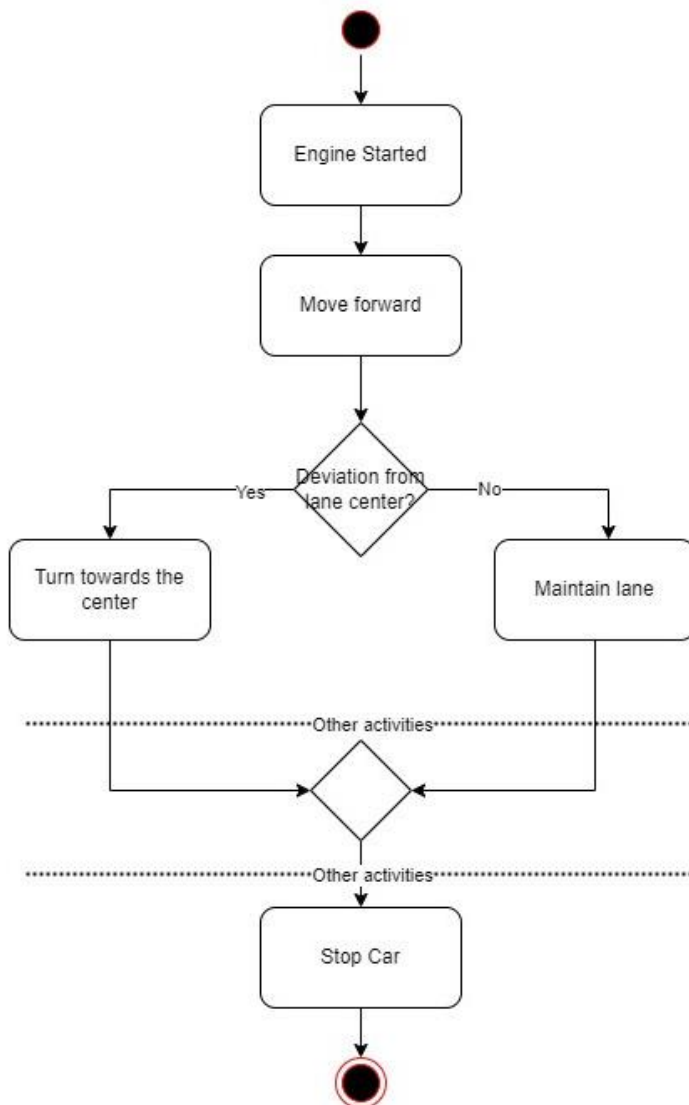 Engine Started
Move forward
Deviation from
lane center?
Yes
No
Turn towards the
center
Maintain lane
Other activities
Other activities
Stop Car